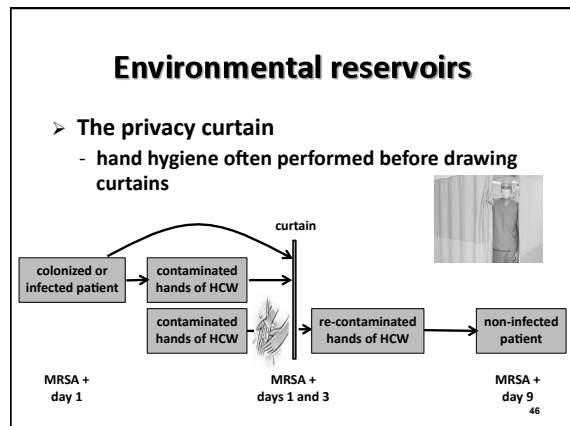 Environmental reservoirs
➢ The privacy curtain
- hand hygiene often performed before drawing
curtains
curtain
colonized or
infected patient
contaminated
hands of HCW
contaminated
hands of HCW
re-contaminated
hands of HCW
non-infected
patient
MRSA +
day 1
MRSA +
days 1 and 3
MRSA +
day 9
46